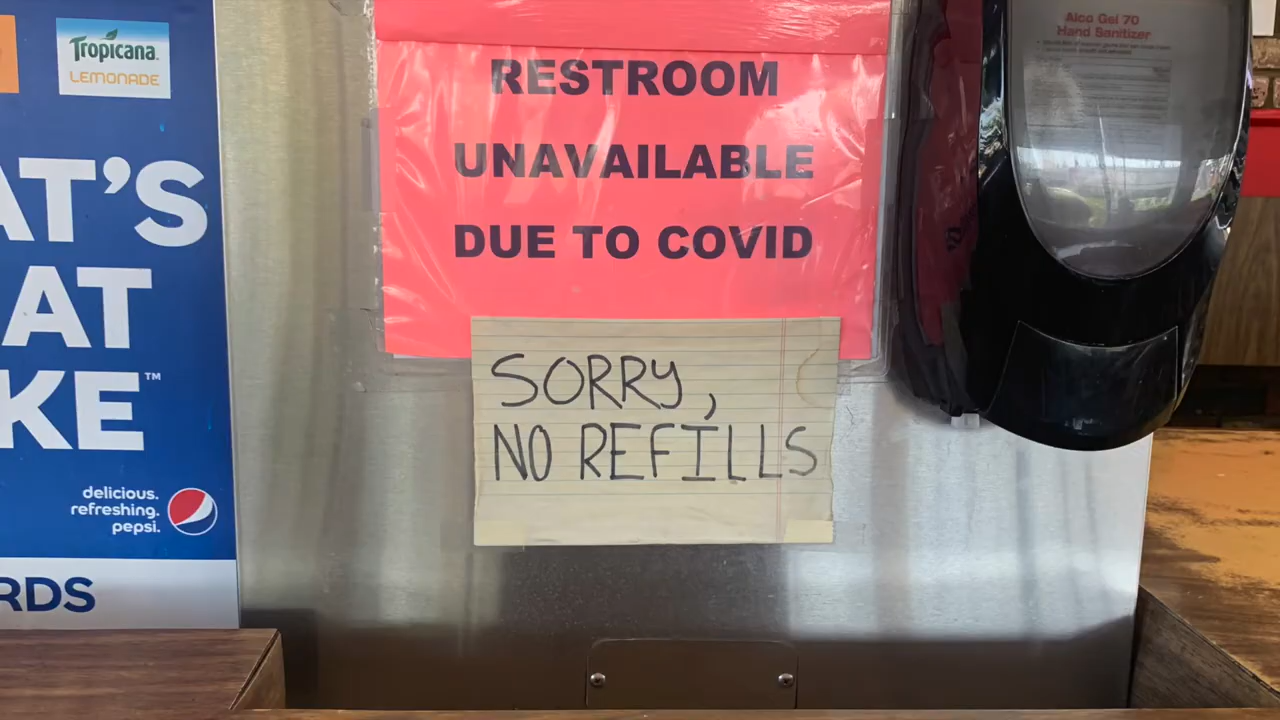 Tropicana
LEMONADE
AT'S
AT
KE™
delicious.
refreshing.
pepsi.
RDS
RESTROOM
UNAVAILABLE
DUE TO COVID
SORRY,
NO REFILLS
Alco Gel 70
Hand Sanitizer